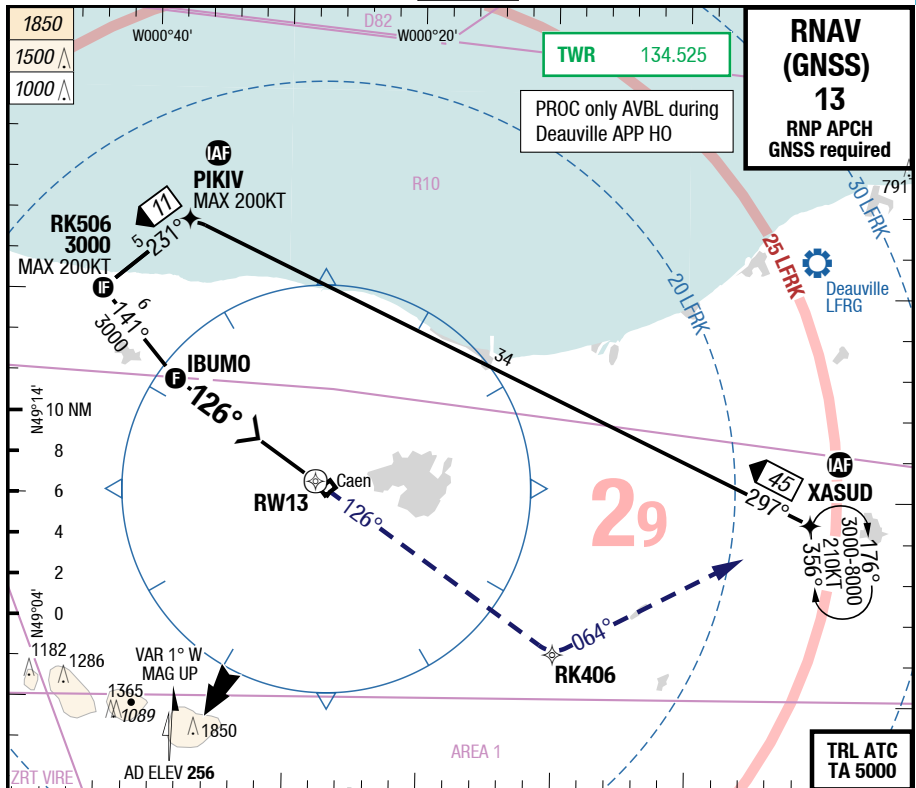 1850
1500
1000
W000°40'
D82
W000°20'
TWR 134.525
RNAV
(GNSS)
13
RNP APCH
GNSS required
PROC only AVBL during
Deauville APP HO
IAF
PIKIV
MAX 200KT
R10
791
30 LFRK
RK506
3000
MAX 200KT
11
5
231°
25 LFRK
IF
Deauville
LFRG
20 LFRK
6
141°
3000
34
IBUMO
F
126°
N49°14'
10 NM
8
6
4
2
0
N49°04'
Caen
RW13
126°
29
45
297°
IAF
XASUD
176°
3000-8000
210KT
356°
064°
RK406
1182
1286
VAR 1° W
MAG UP
1365
1089
1850
AD ELEV 256
ZRT VIRE
AREA 1
TRL ATC
TA 5000